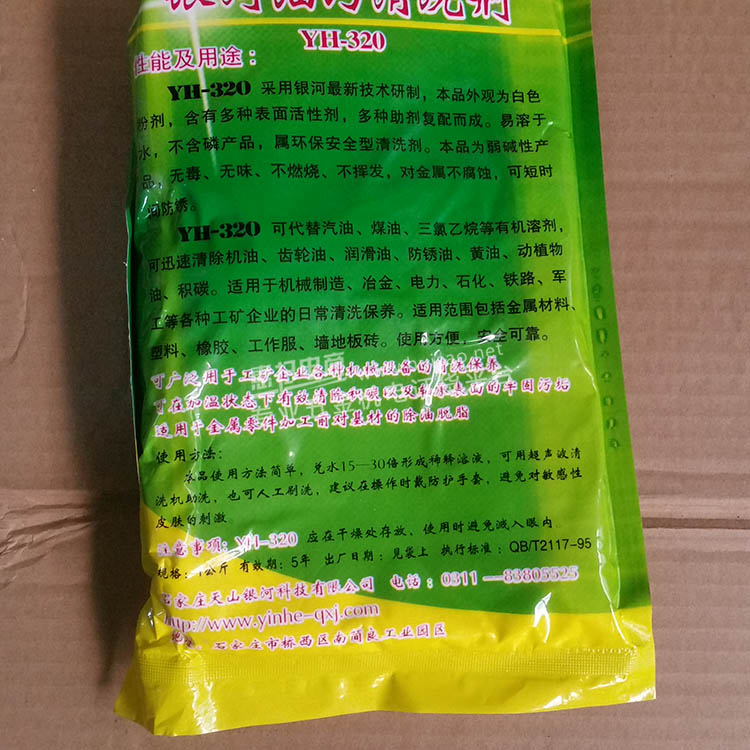 银河油污清洗剂
YH-320
性能及用途：
YH-320 采用银河最新技术研制，本品外观为白色
粉剂，含有多种表面活性剂，多种助剂复配而成。易溶于
水，不含磷产品，属环保安全型清洗剂。本品为弱碱性产
品，无毒、无味、不燃烧、不挥发，对金属不腐蚀，可短时
间防锈。
YH-320 可代替汽油、煤油、三氯乙烷等有机溶剂，
可迅速清除机油、齿轮油、润滑油、防锈油、黄油、动植物
油、积碳。适用于机械制造、冶金、电力、石化、铁路、军
工等各种工矿企业的日常清洗保养。适用范围包括金属材料、
塑料、橡胶、工作服、墙地板砖。使用方便，安全可靠。
可广泛用于工矿企业各种机械设备的清洗保养
可在加温状态下有效清除积碳以及轴承表面的牢固污垢
适用于金属零件加工前对基材的除油脱脂
使用方法：
本品使用方法简单，兑水15—30倍形成稀释溶液，可用超声波清
洗机助洗，也可人工刷洗，建议在操作时戴防护手套，避免对敏感性
皮肤的刺激
注意事项：YH-320 应在干燥处存放，使用时避免溅入眼内
规格：1公斤 有效期：5年 出厂日期：见袋上 执行标准：QB/T2117-95
石家庄天山银河科技有限公司 电话：0311—83805525
http://www.yinhe-qxj.com
地址：石家庄市桥西区南简良工业园区